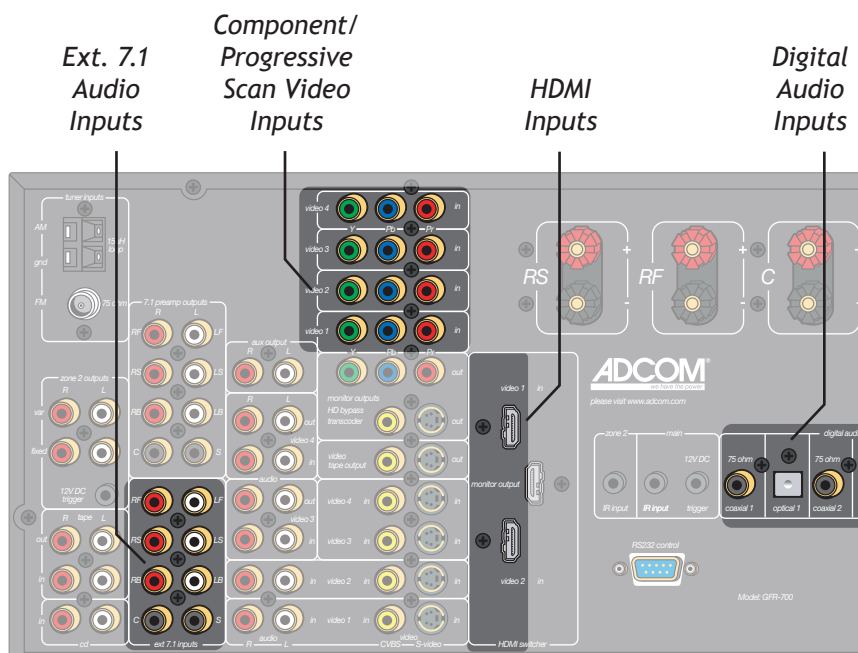 Ext. 7.1
Audio
Inputs
Component/
Progressive
Scan Video
Inputs
HDMI
Inputs
Digital
Audio
Inputs
tuner inputs
AM
gnd
15uH
loop
FM
75 ohm
7.1 preamp outputs
R L
RF LF
RS LS
RB LB
C S
zone 2 outputs
R L
var
fixed
12V DC
trigger
R tape L
out
in
in
cd
RF LF
RS LS
RB LB
C S
ext 7.1 inputs
aux output
R L
R L
out
video 4
in
audio
out
video 3
in
in
in
audio
R L
video 4 in
Y Pb Pr
video 3 in
video 2 in
video 1 in
Y Pb Pr
out
monitor outputs
HD bypass
transcoder
out
video
tape output
out
video 4 in
video 3 in
video 2 in
video 1 in
video
CVBS S-video
video 1 in
monitor output
video 2 in
HDMI switcher
RS + -
RF + -
C
ADCOM®
we have the power
please visit www.adcom.com
zone 2 main
12V DC
IR input IR input trigger
digital audi
75 ohm 75 ohm
coaxial 1 optical 1 coaxial 2
RS232 control
Model: GFR-700